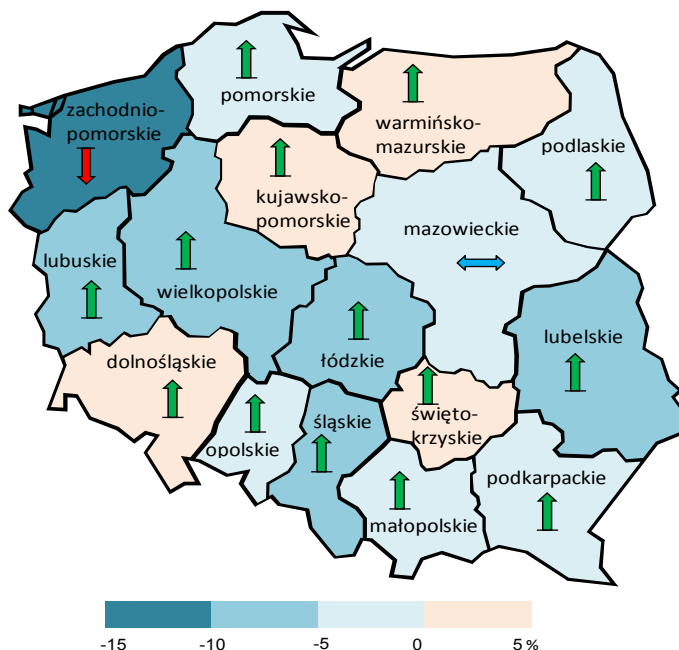 pomorskie
zachodnio-
pomorskie
warmińsko-
mazurskie
podlaskie
kujawsko-
pomorskie
mazowieckie
lubuskie
wielkopolskie
lubelskie
dolnośląskie
łódzkie
święto-
krzyskie
śląskie
opolskie
podkarpackie
małopolskie
-15 -10 -5 0 5 %